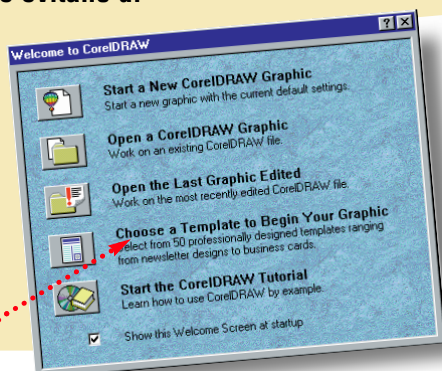 Welcome to CorelDRAW
Start a New CorelDRAW Graphic
Start a new graphic with the current default settings.
Open a CorelDRAW Graphic
Work on an existing CorelDRAW file.
Open the Last Graphic Edited
Work on the most recently edited CorelDRAW file.
Choose a Template to Begin Your Graphic
Select from 50 professionally designed templates ranging
from newsletter designs to business cards.
Start the CorelDRAW Tutorial
Learn how to use CorelDRAW by example.
Show this Welcome Screen at startup